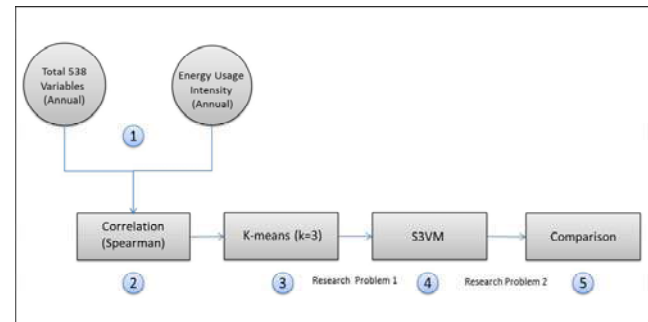 Total 538
Variables
(Annual)
Energy Usage
Intensity
(Annual)
1
Correlation
(Spearman)
K-means (k=3)
S3VM
Comparison
2
3
Research Problem 1
4
Research Problem 2
5